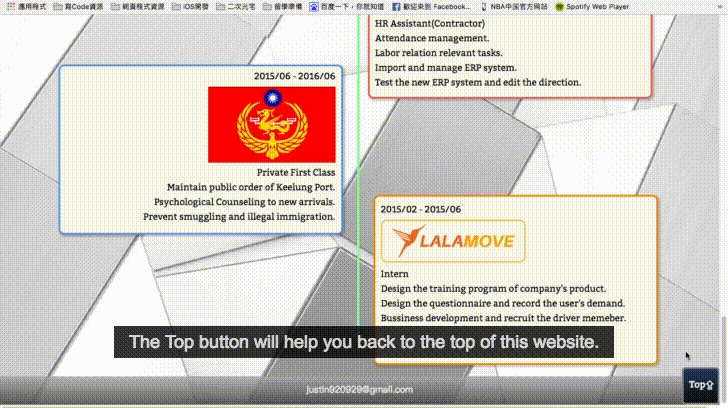 應用程式
寫Code資源
網頁程式資源
iOS開發
二次元宅
留學準備
百度一下，你就知道
歡迎來到 Facebook...
NBA中国官方网站
Spotify Web Player
»
HR Assistant(Contractor)
Attendance management.
Labor relation relevant tasks.
Import and manage ERP system.
Test the new ERP system and edit the direction.
2015/06 - 2016/06
Private First Class
Maintain public order of Keelung Port.
Psychological Counseling to new arrivals.
Prevent smuggling and illegal immigration.
2015/02 - 2015/06
LALAMOVE
Intern
Design the training program of company's product.
Design the questionnaire and record the user's demand.
Bussiness development and recruit the driver memeber.
The Top button will help you back to the top of this website.
justin920929@gmail.com
Top⇪